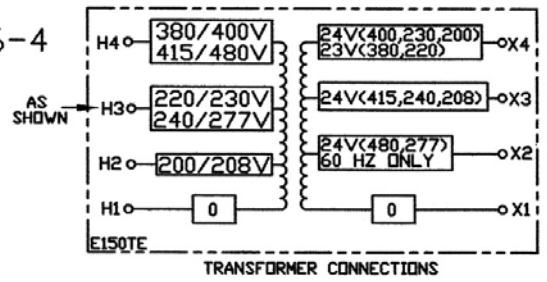 -4
H4 380/400V 24V(400,230,200) X4
415/480V 23V(380,220)
AS SHOWN H3 220/230V 24V(415,240,208) X3
240/277V
H2 200/208V 24V(480,277) X2
60 HZ ONLY
H1 0 0 X1
E150TE
TRANSFORMER CONNECTIONS